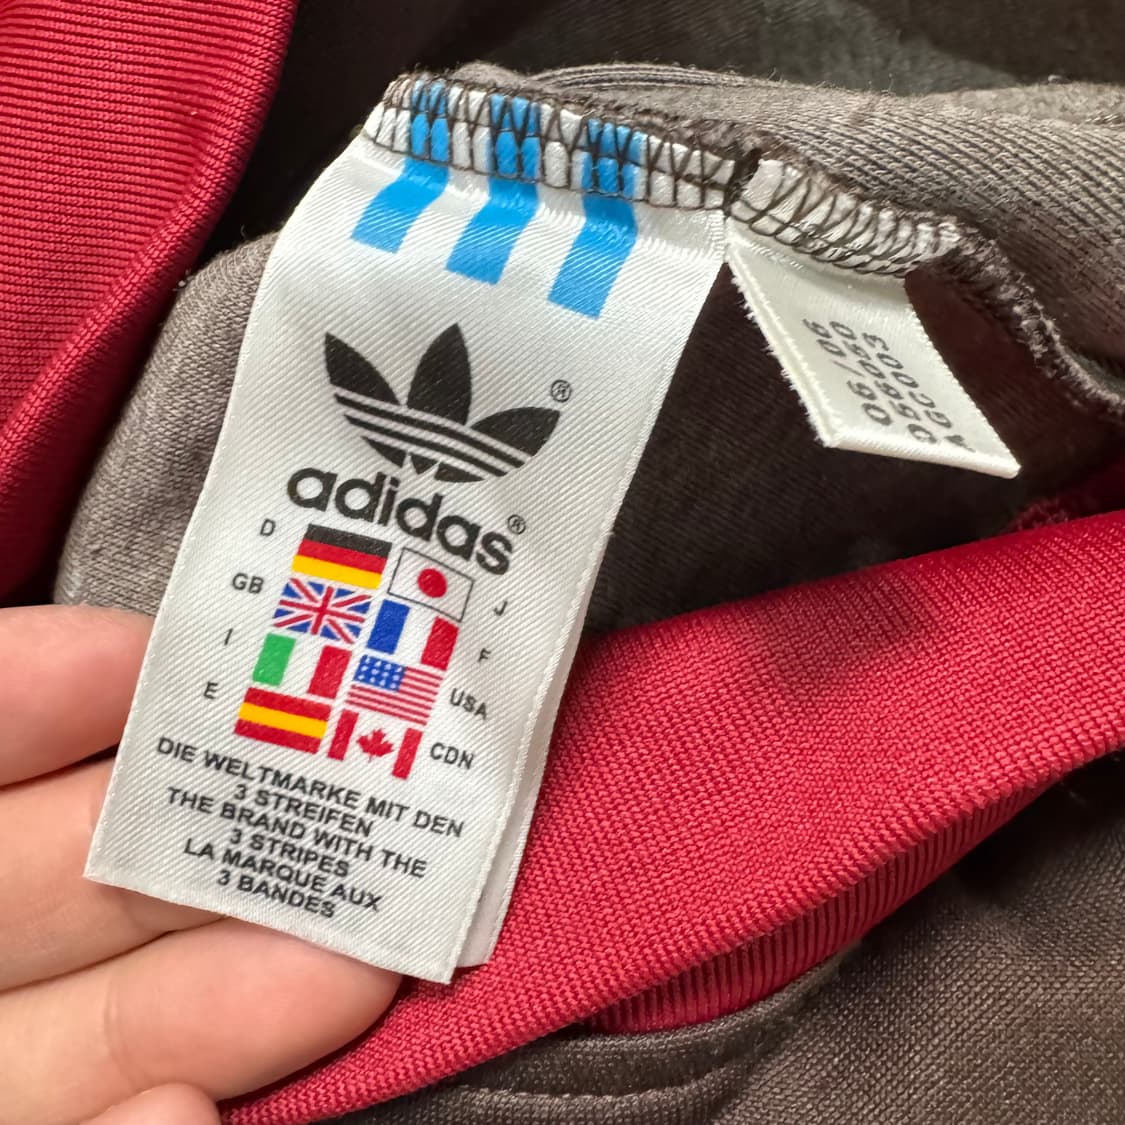 adidas®
®
D
J
GB
F
I
USA
E
CDN
DIE WELTMARKE MIT DEN
3 STREIFEN
THE BRAND WITH THE
3 STRIPES
LA MARQUE AUX
3 BANDES
06/06